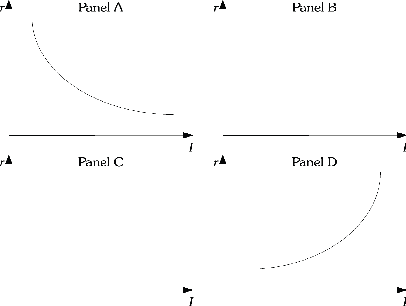 r Panel A
I
r Panel B
I
r Panel C
I
r Panel D
I